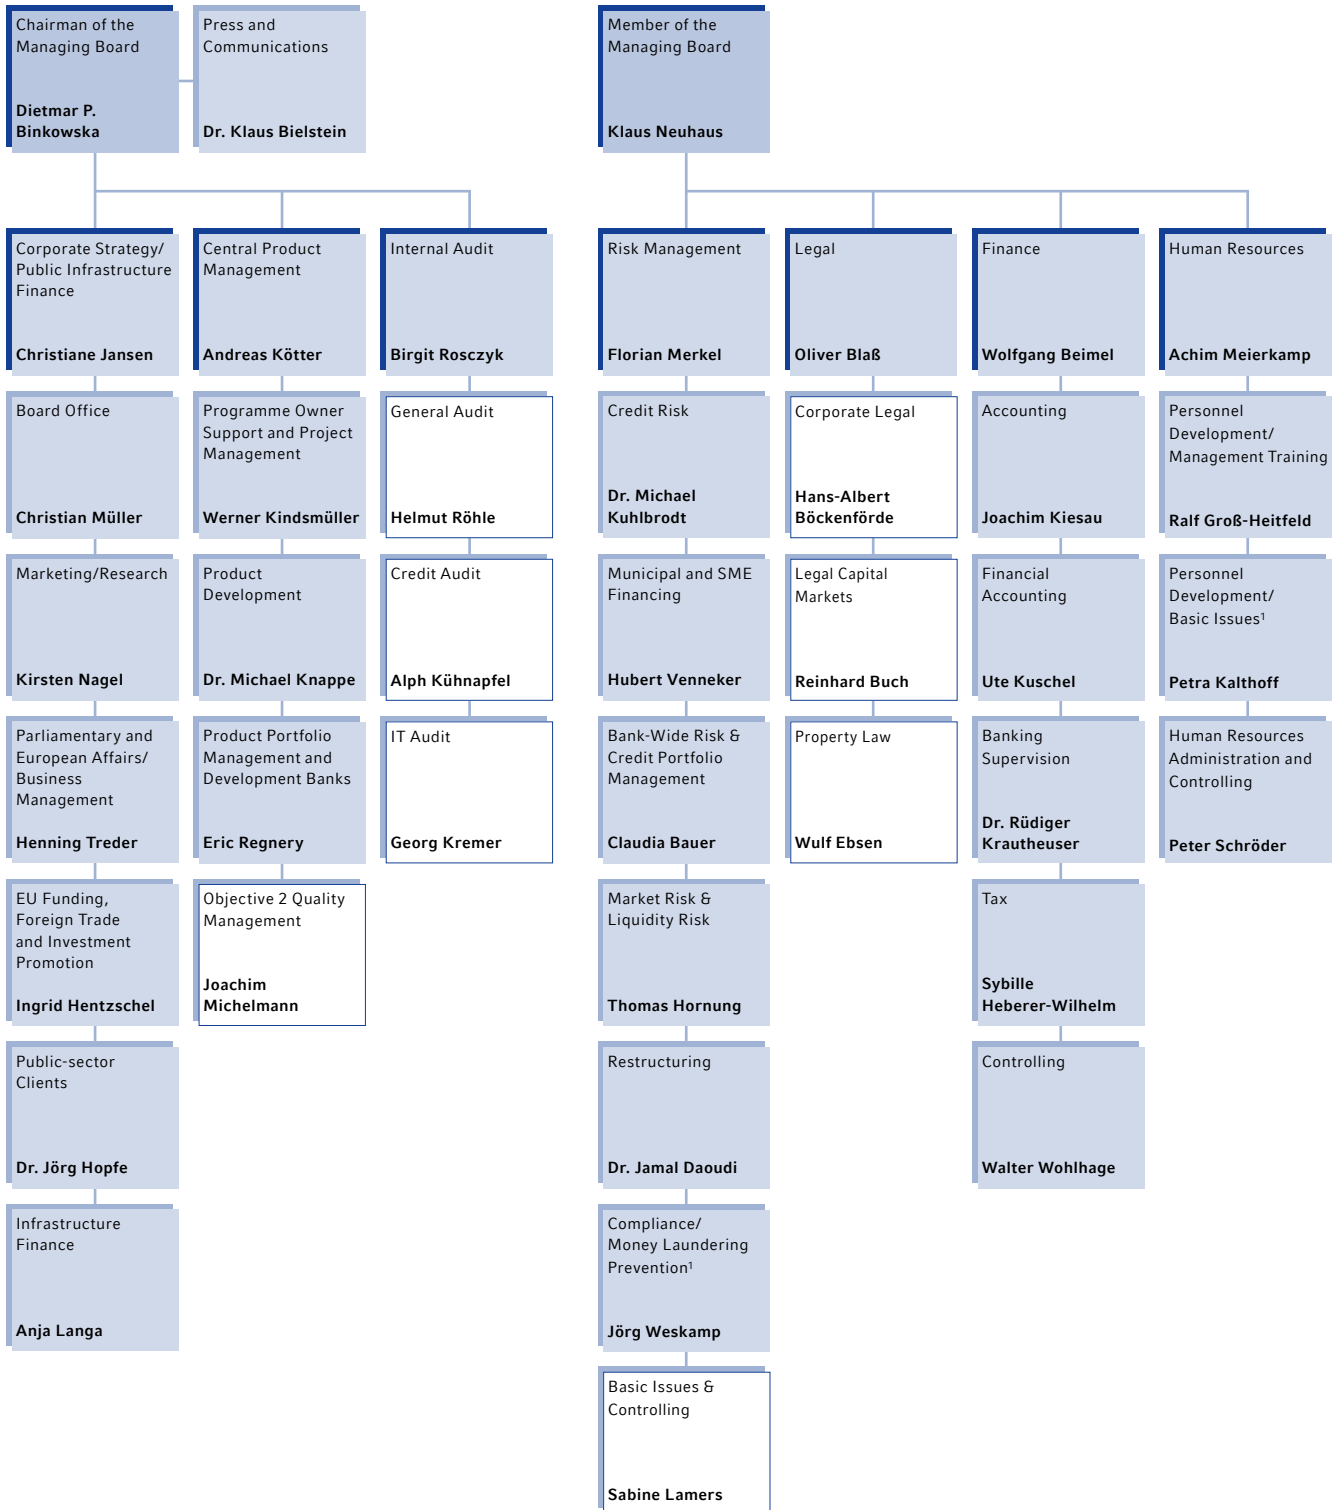 Chairman of the
Managing Board
Dietmar P.
Binkowska
Press and
Communications
Dr. Klaus Bielstein
Member of the
Managing Board
Klaus Neuhaus
Corporate Strategy/
Public Infrastructure
Finance
Christiane Jansen
Board Office
Christian Müller
Marketing/Research
Kirsten Nagel
Parliamentary and
European Affairs/
Business
Management
Henning Treder
EU Funding,
Foreign Trade
and Investment
Promotion
Ingrid Hentzschel
Public-sector
Clients
Dr. Jörg Hopfe
Infrastructure
Finance
Anja Langa
Central Product
Management
Andreas Kötter
Programme Owner
Support and Project
Management
Werner Kindsmüller
Product
Development
Dr. Michael Knappe
Product Portfolio
Management and
Development Banks
Eric Regnery
Objective 2 Quality
Management
Joachim
Michelmann
Internal Audit
Birgit Rosczyk
General Audit
Helmut Röhle
Credit Audit
Alph Kühnapfel
IT Audit
Georg Kremer
Risk Management
Florian Merkel
Credit Risk
Dr. Michael
Kuhlbrodt
Municipal and SME
Financing
Hubert Venneker
Bank-Wide Risk &
Credit Portfolio
Management
Claudia Bauer
Market Risk &
Liquidity Risk
Thomas Hornung
Restructuring
Dr. Jamal Daoudi
Compliance/
Money Laundering
Prevention¹
Jörg Weskamp
Basic Issues &
Controlling
Sabine Lamers
Legal
Oliver Blaß
Corporate Legal
Hans-Albert
Böckenförde
Legal Capital
Markets
Reinhard Buch
Property Law
Wulf Ebsen
Finance
Wolfgang Beimel
Accounting
Joachim Kiesau
Financial
Accounting
Ute Kuschel
Banking
Supervision
Dr. Rüdiger
Krautheuser
Tax
Sybille
Heberer-Wilhelm
Controlling
Walter Wohlhage
Human Resources
Achim Meierkamp
Personnel
Development/
Management Training
Ralf Groß-Heitfeld
Personnel
Development/
Basic Issues¹
Petra Kalthoff
Human Resources
Administration and
Controlling
Peter Schröder